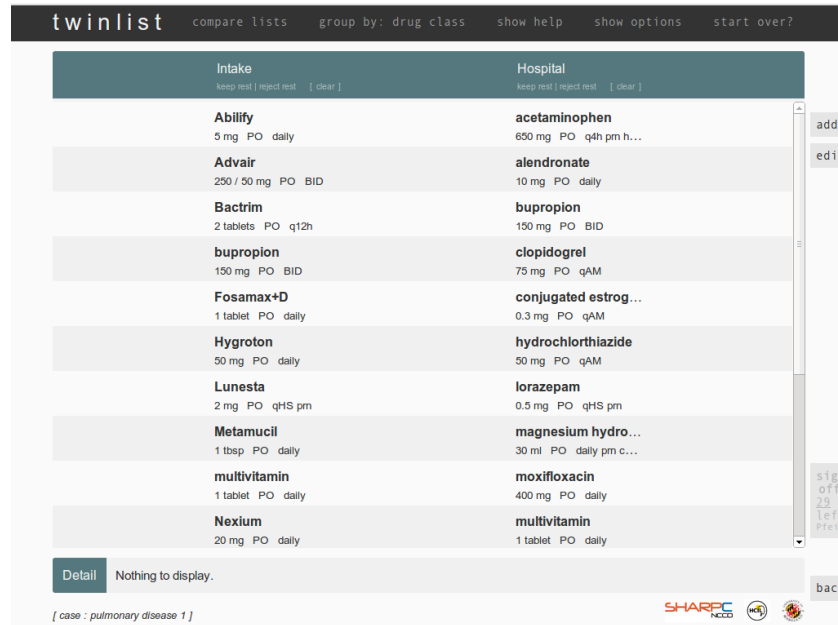 twinlist compare lists group by: drug class show help show options start over?
Intake Hospital
keep rest | reject rest [ clear ] keep rest | reject rest [ clear ]
Abilify acetaminophen
5 mg PO daily 650 mg PO q4h prn h...
Advair alendronate
250 / 50 mg PO BID 10 mg PO daily
Bactrim bupropion
2 tablets PO q12h 150 mg PO BID
bupropion clopidogrel
150 mg PO BID 75 mg PO qAM
Fosamax+D conjugated estrog...
1 tablet PO daily 0.3 mg PO qAM
Hygroton hydrochlorthiazide
50 mg PO daily 50 mg PO qAM
Lunesta lorazepam
2 mg PO qHS prn 0.5 mg PO qHS prn
Metamucil magnesium hydro...
1 tbsp PO daily 30 ml PO daily prn c...
multivitamin moxifloxacin
1 tablet PO daily 400 mg PO daily
Nexium multivitamin
20 mg PO daily 1 tablet PO daily
add
edi
sig
off
29
lef
Pfei
bac
Detail Nothing to display.
[ case : pulmonary disease 1 ]
SHARPC
NCCD
HCIL